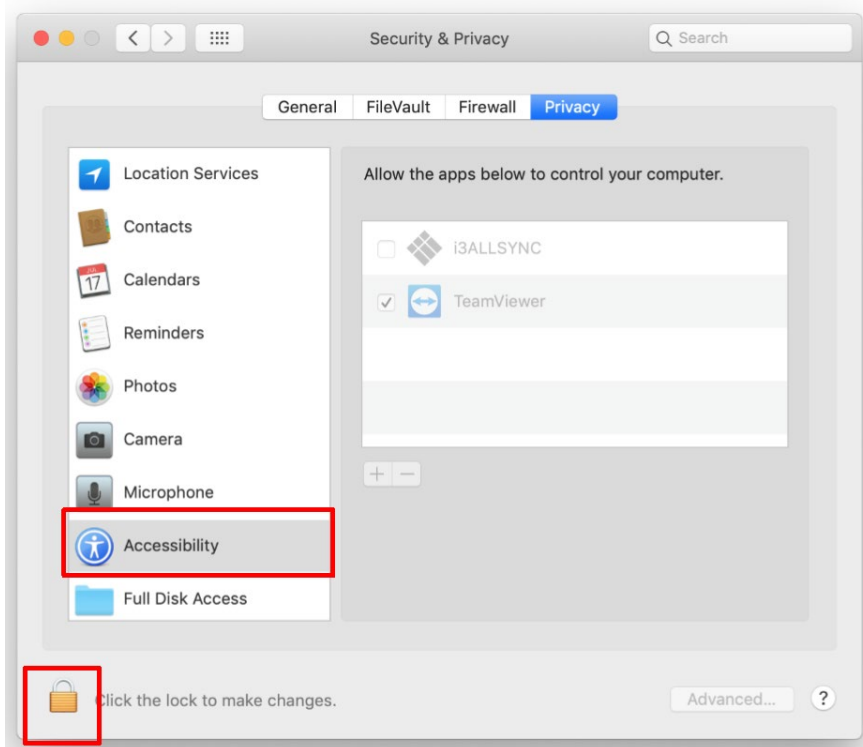 Security & Privacy
Search
General FileVault Firewall Privacy
Location Services
Contacts
JUL
17
Calendars
Reminders
Photos
Camera
Microphone
Accessibility
Full Disk Access
Allow the apps below to control your computer.
i3ALLSYNC
TeamViewer
+ −
Click the lock to make changes.
Advanced... ?